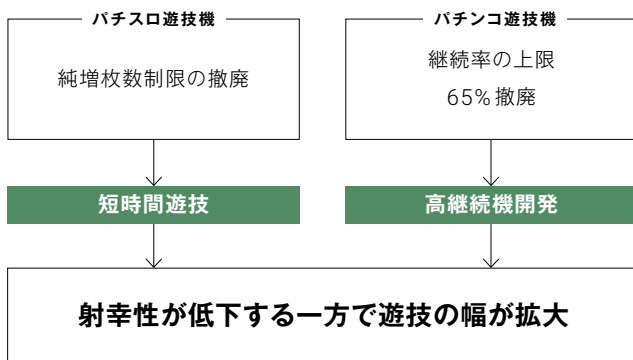 パチスロ遊技機
純増枚数制限の撤廃
短時間遊技
パチンコ遊技機
継続率の上限
65% 撤廃
高継続機開発
射幸性が低下する一方で遊技の幅が拡大